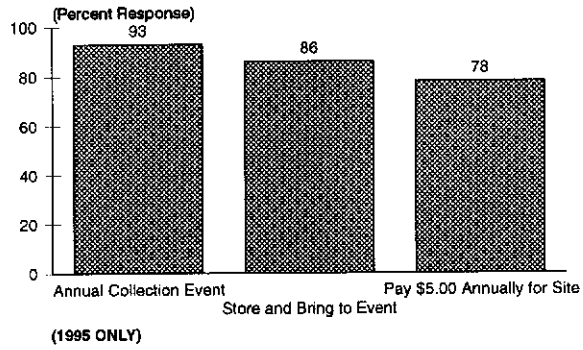 (Percent Response)
93
86
78
100
80
60
40
20
0
Annual Collection Event
Store and Bring to Event
Pay $5.00 Annually for Site
(1995 ONLY)